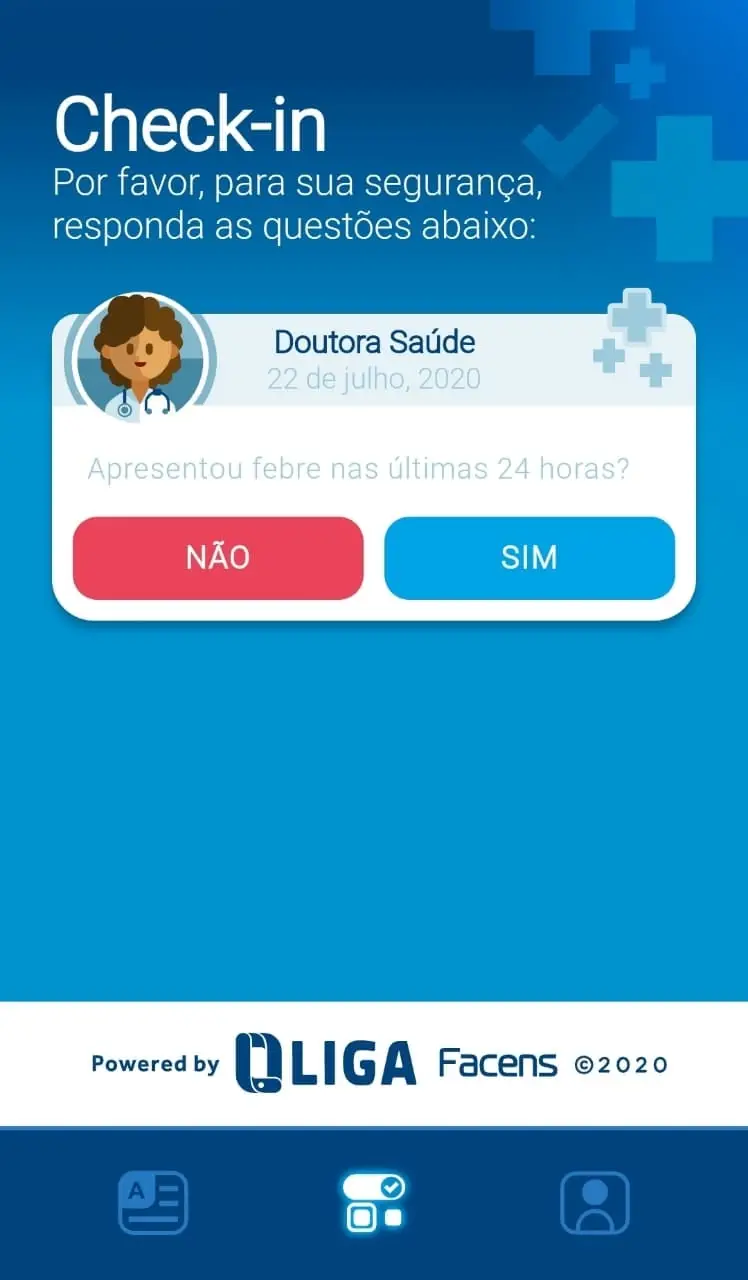 Check-in
Por favor, para sua segurança,
responda as questões abaixo:
Doutora Saúde
22 de julho, 2020
Apresentou febre nas últimas 24 horas?
NÃO
SIM
Powered by LIGA Facens ©2020
A